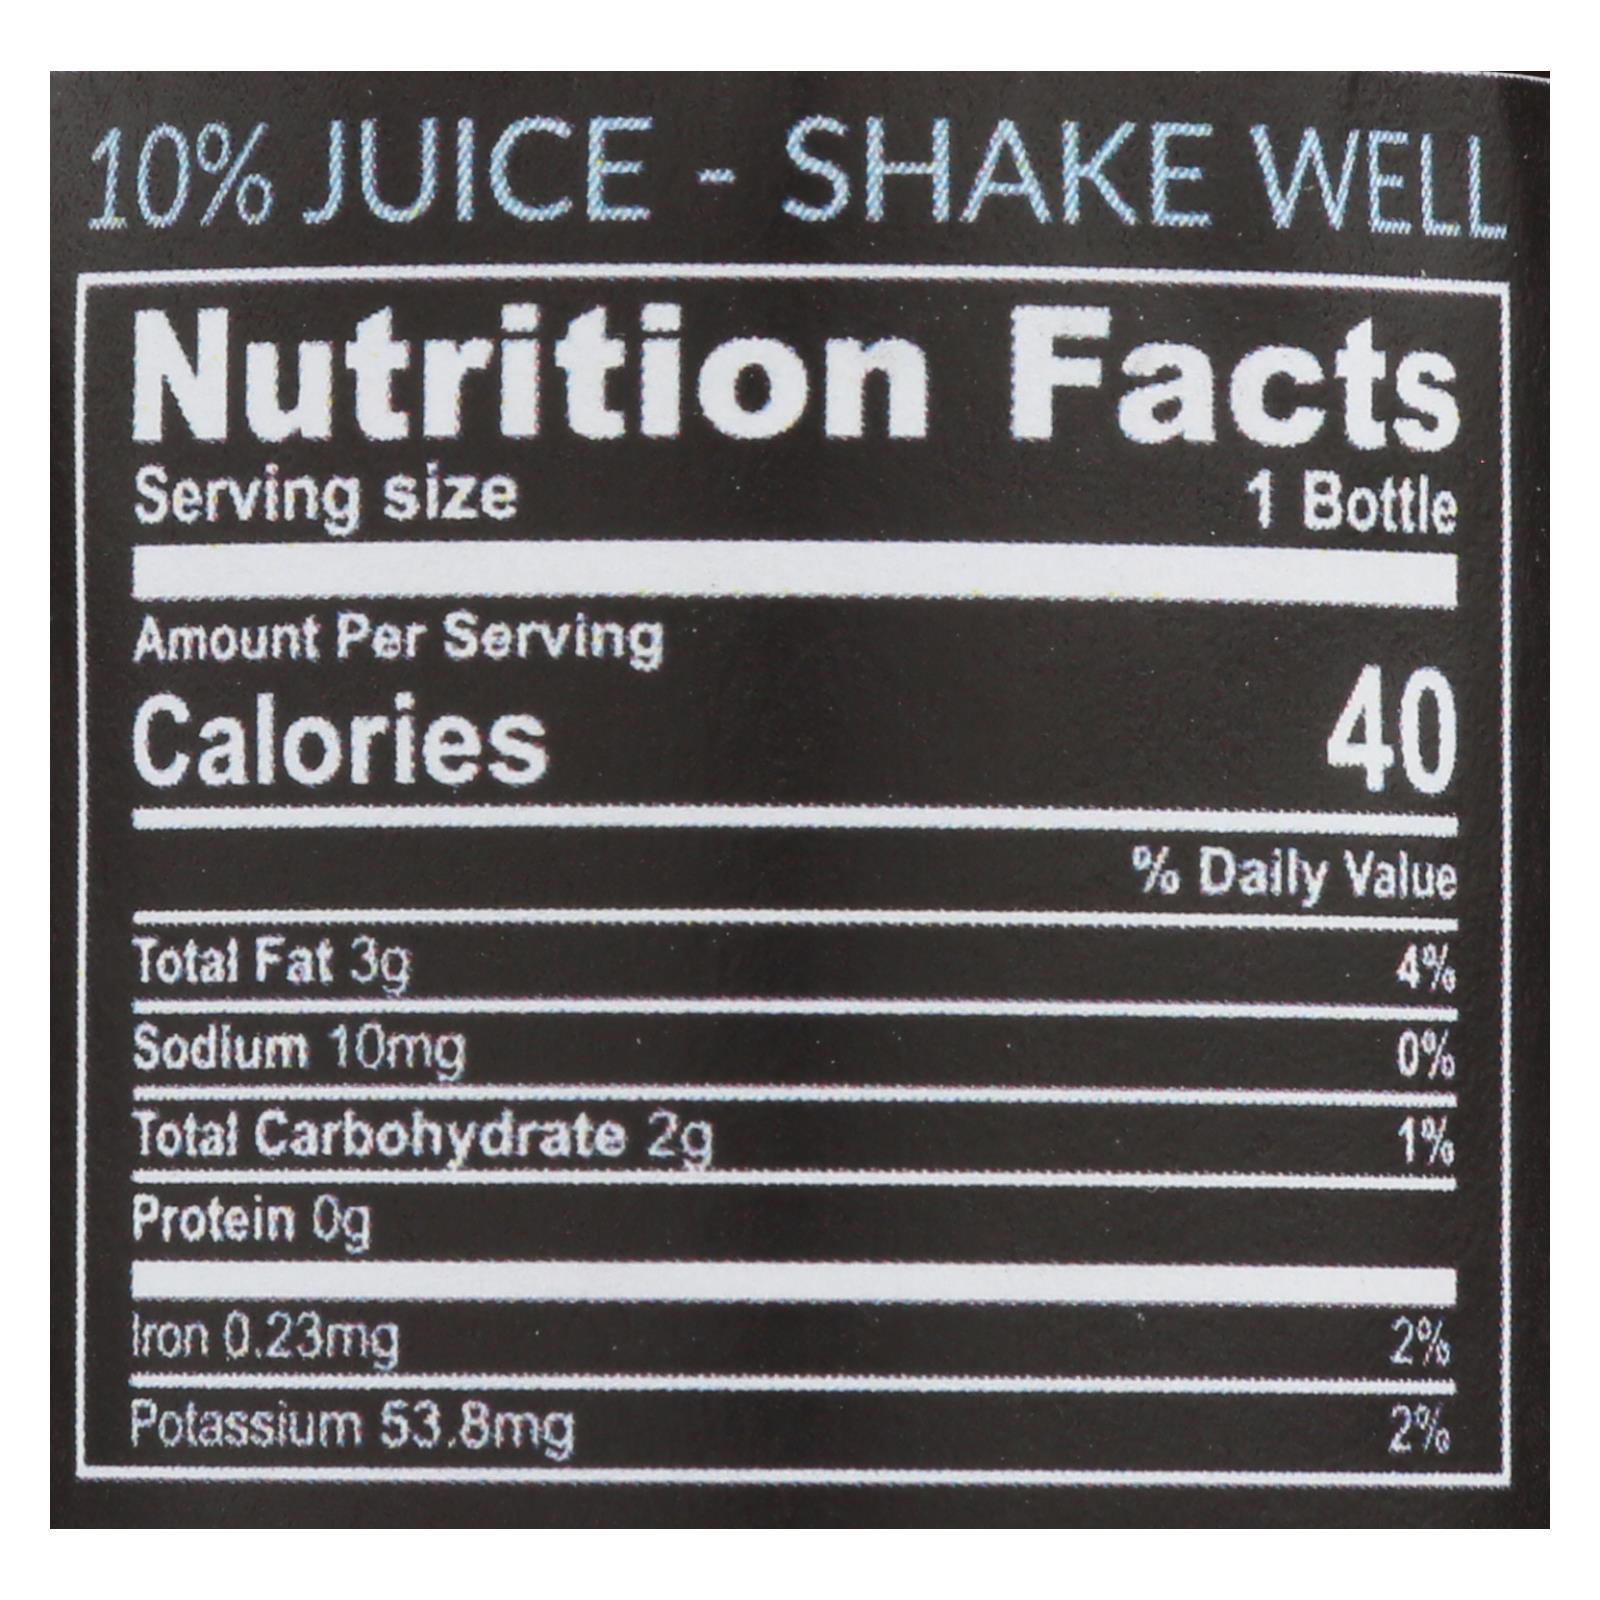 10% JUICE - SHAKE WELL
Nutrition Facts
Serving size 1 Bottle
Amount Per Serving
Calories 40
% Daily Value
Total Fat 3g 4%
Sodium 10mg 0%
Total Carbohydrate 2g 1%
Protein 0g
Iron 0.23mg 2%
Potassium 53.8mg 2%